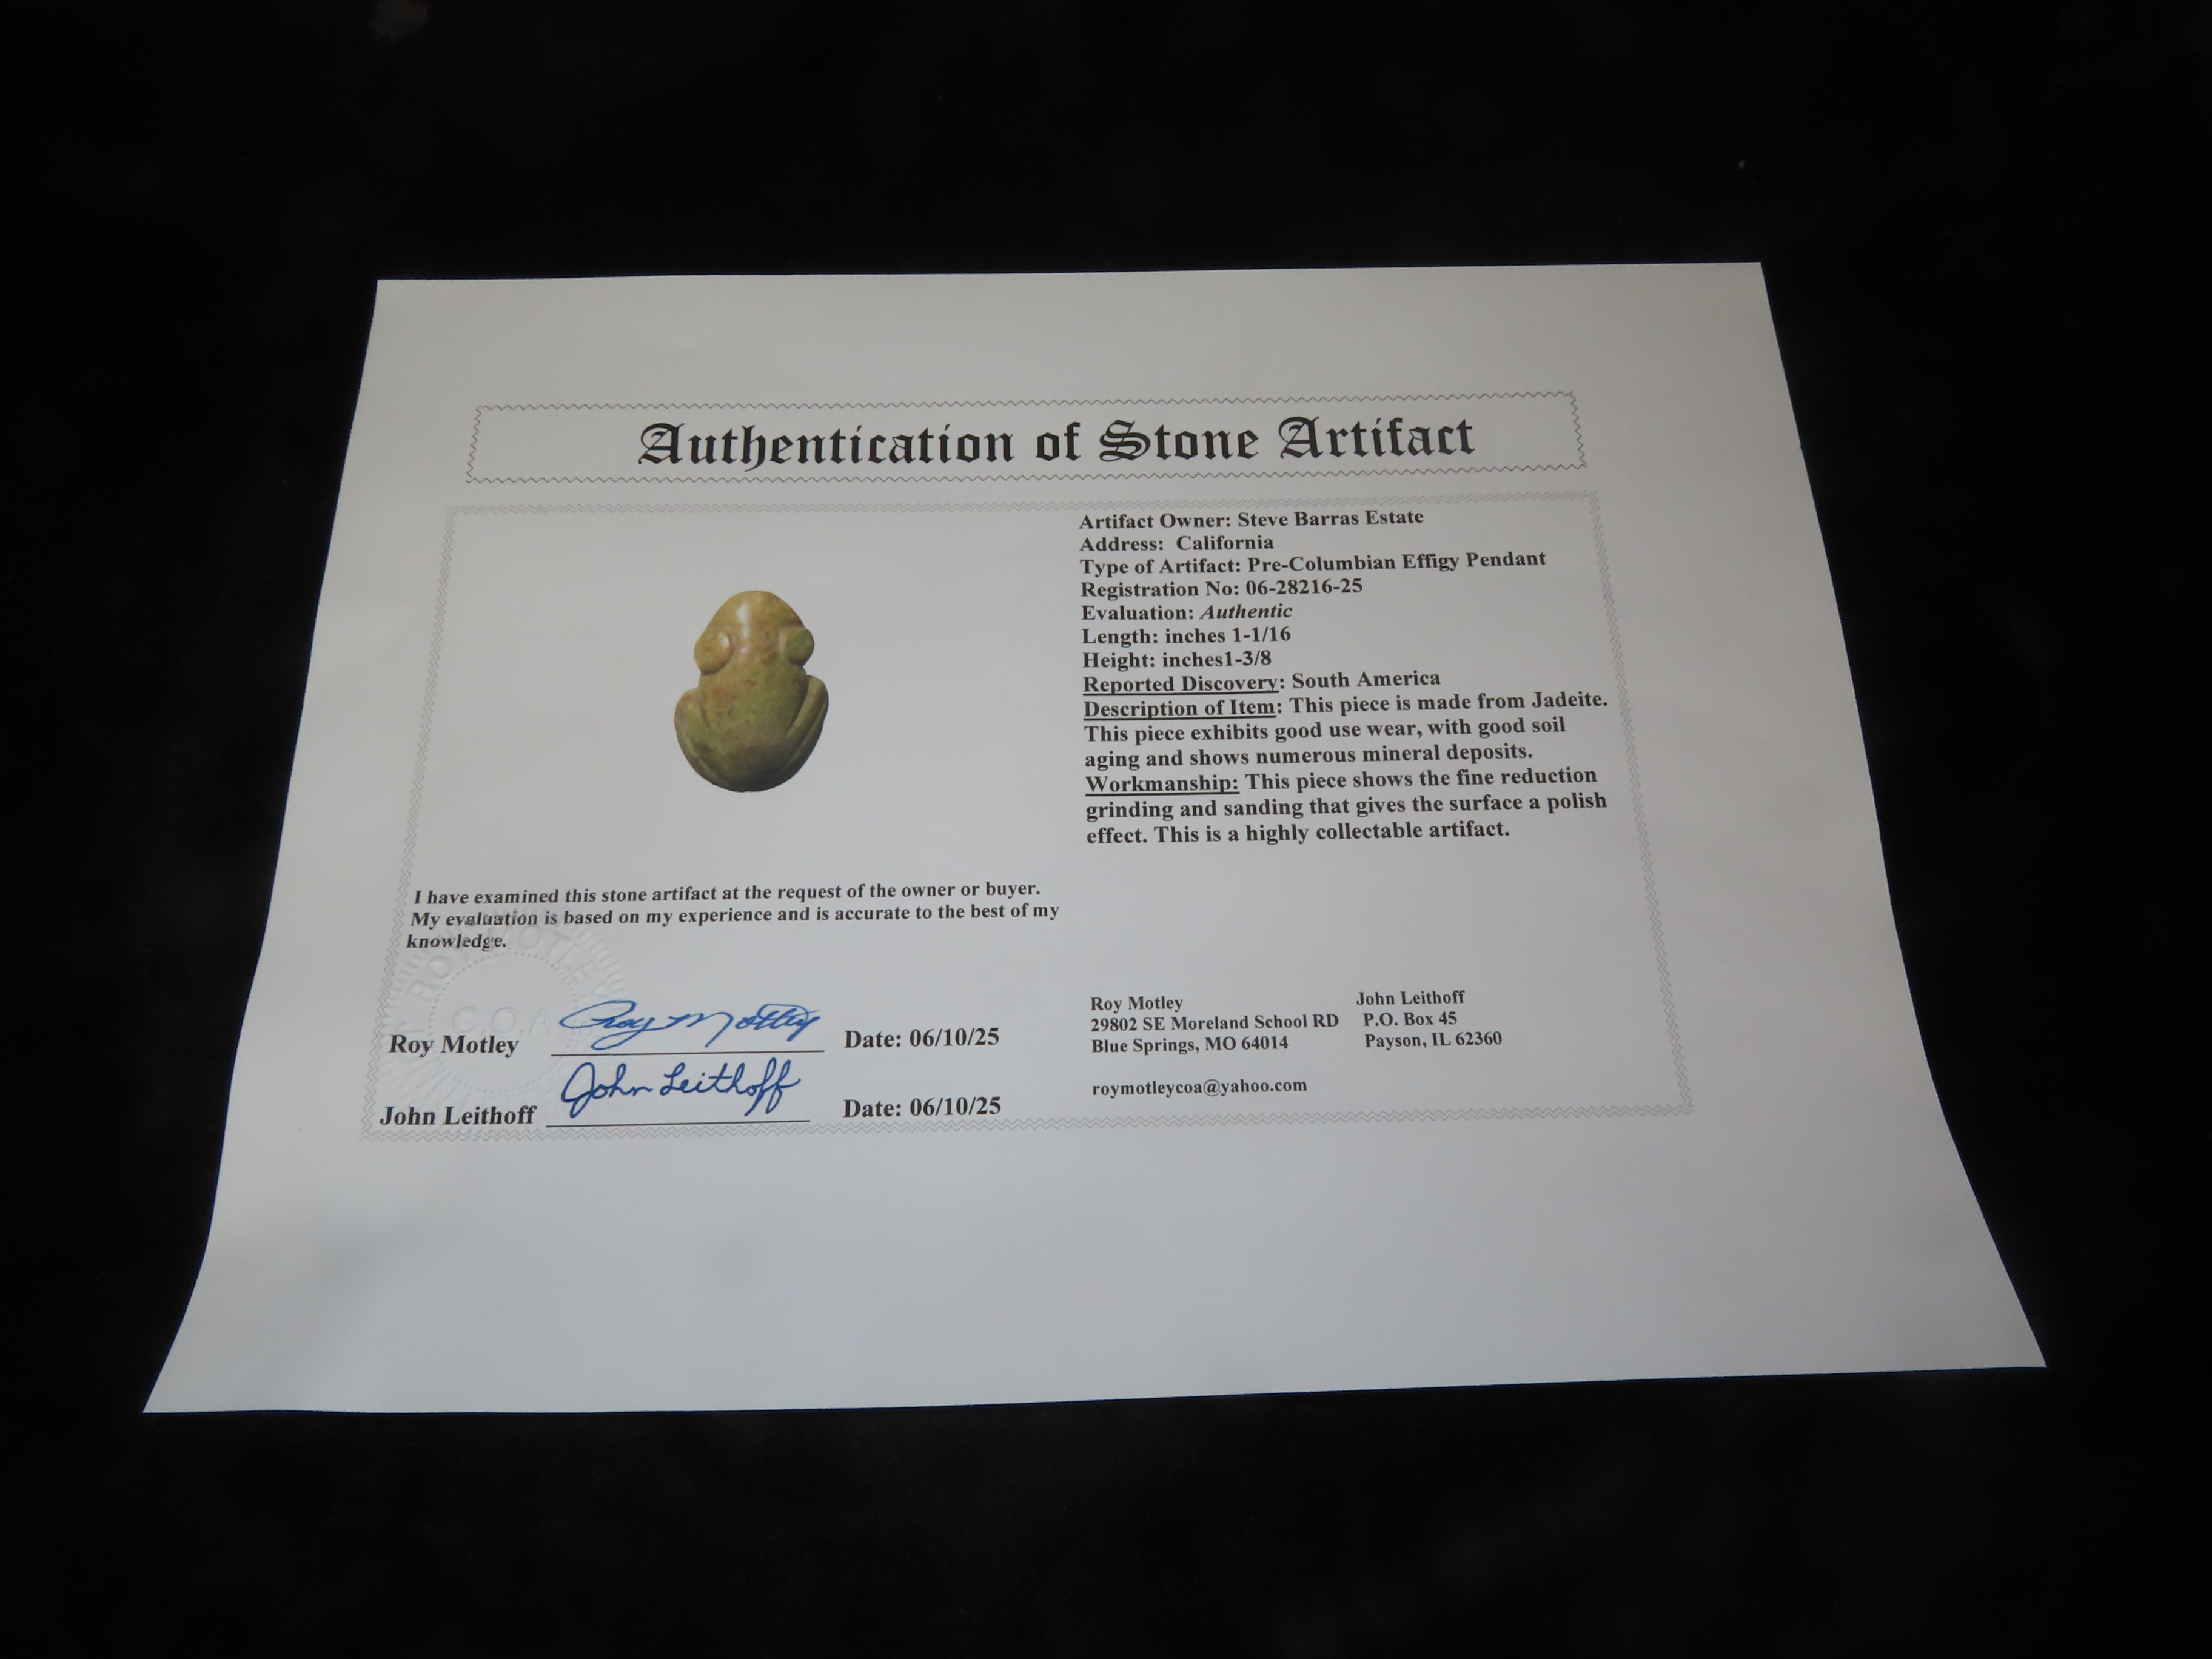 Authentication of Stone Artifact
Artifact Owner: Steve Barras Estate
Address: California
Type of Artifact: Pre-Columbian Effigy Pendant
Registration No: 06-28216-25
Evaluation: Authentic
Length: inches 1-1/16
Height: inches1-3/8
Reported Discovery: South America
Description of Item: This piece is made from Jadeite.
This piece exhibits good use wear, with good soil
aging and shows numerous mineral deposits.
Workmanship: This piece shows the fine reduction
grinding and sanding that gives the surface a polish
effect. This is a highly collectable artifact.
I have examined this stone artifact at the request of the owner or buyer.
My evaluation is based on my experience and is accurate to the best of my
knowledge.
ROY MOTLEY
C.O.A
Roy Motley Roy Motley Date: 06/10/25
John Leithoff John Leithoff Date: 06/10/25
Roy Motley John Leithoff
29802 SE Moreland School RD P.O. Box 45
Blue Springs, MO 64014 Payson, IL 62360
roymotleycoa@yahoo.com